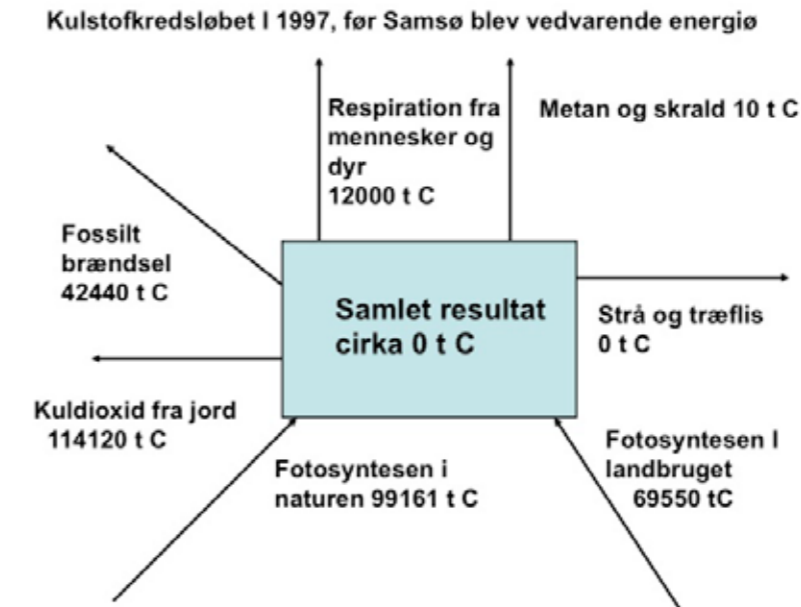 Kulstofkredsløbet I 1997, før Samsø blev vedvarende energiø
Respiration fra
mennesker og
dyr
12000 t C
Metan og skrald 10 t C
Fossilt
brændsel
42440 t C
Samlet resultat
cirka 0 t C
Strå og træflis
0 t C
Kuldioxid fra jord
114120 t C
Fotosyntesen i
naturen 99161 t C
Fotosyntesen I
landbruget
69550 tC